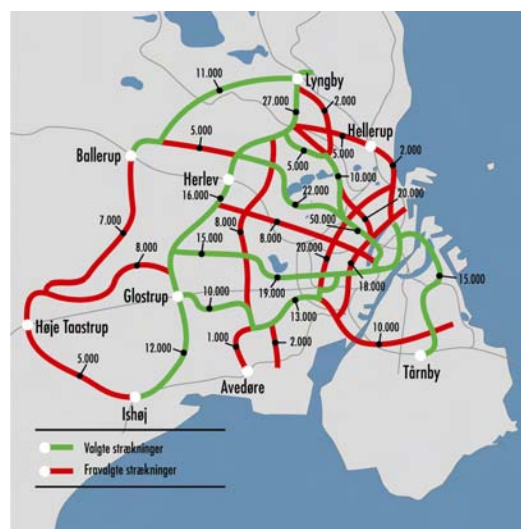 11.000
Lyngby
27.000
2.000
Hellerup
5.000
5.000
5.000
2.000
Ballerup
10.000
Herlev
16.000
22.000
20.000
7.000
8.000
50.000
8.000
8.000
15.000
20.000
Glostrup
10.000
19.000
18.000
15.000
13.000
Høje Taastrup
12.000
1.000
2.000
10.000
5.000
Tårnby
Avedøre
Ishøj
Valgte strækninger
Fravalgte strækninger